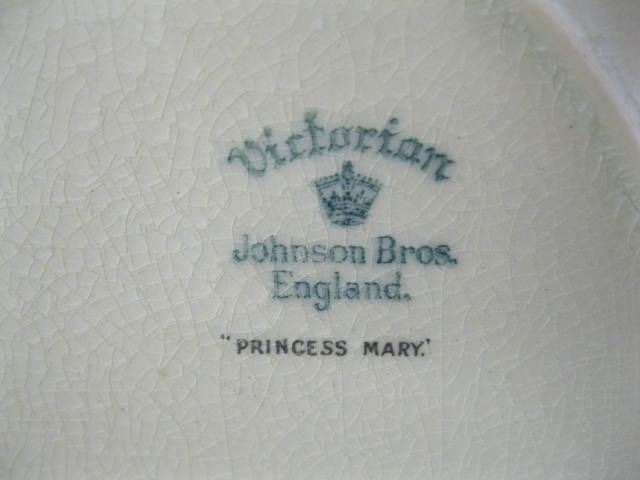 Victorian
Johnson Bros.
England.
"PRINCESS MARY."